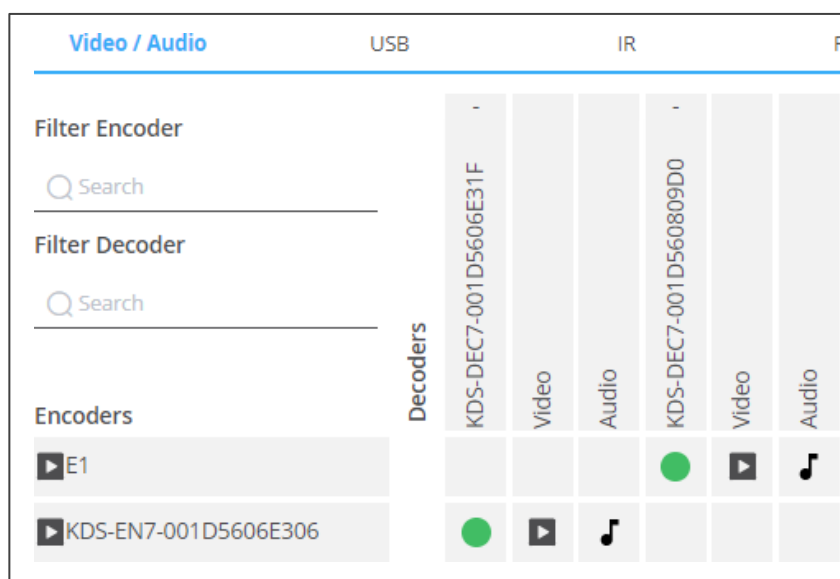 Video / Audio
USB
IR
Filter Encoder
Search
Filter Decoder
Search
Encoders
Decoders
KDS-DEC7-001D5606E31F
-
Video
Audio
KDS-DEC7-001D560809D0
-
Video
Audio
E1
KDS-EN7-001D5606E306